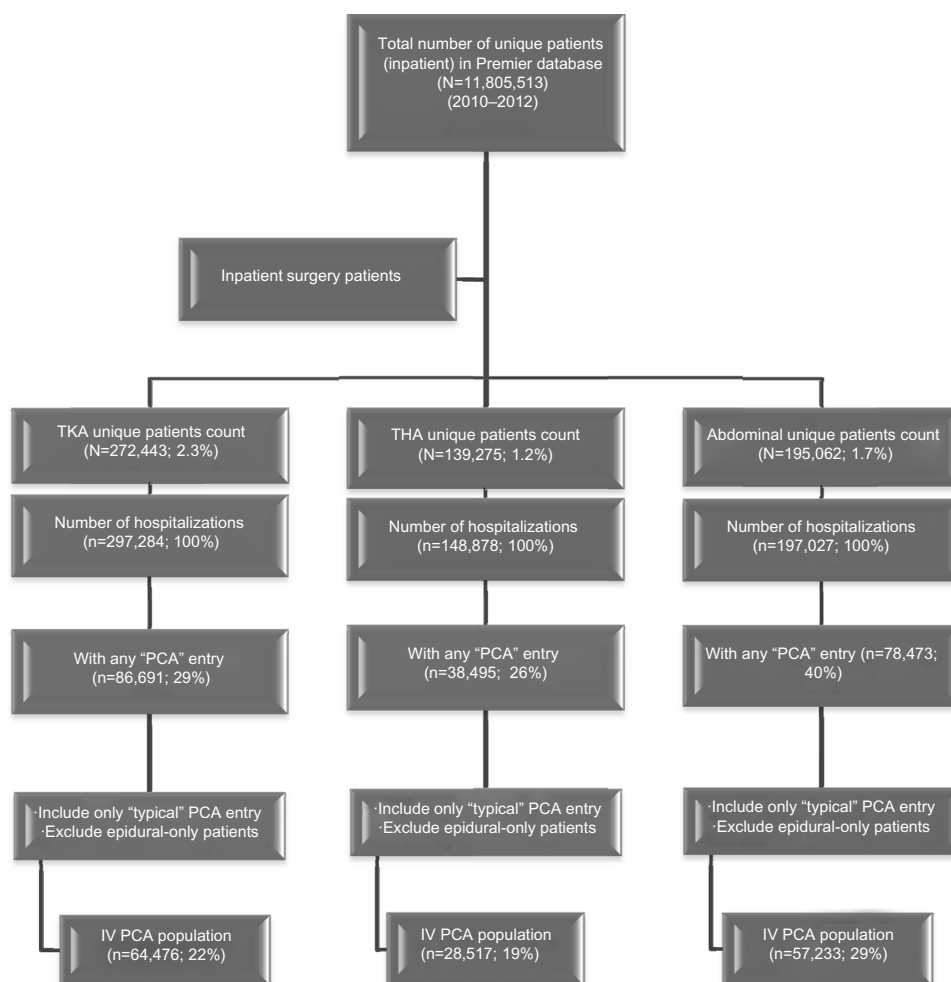 Total number of unique patients
(inpatient) in Premier database
(N=11,805,513)
(2010–2012)
Inpatient surgery patients
TKA unique patients count
(N=272,443; 2.3%)
THA unique patients count
(N=139,275; 1.2%)
Abdominal unique patients count
(N=195,062; 1.7%)
Number of hospitalizations
(n=297,284; 100%)
Number of hospitalizations
(n=148,878; 100%)
Number of hospitalizations
(n=197,027; 100%)
With any “PCA” entry
(n=86,691; 29%)
With any “PCA” entry
(n=38,495; 26%)
With any “PCA” entry (n=78,473;
40%)
·Include only “typical” PCA entry
·Exclude epidural-only patients
·Include only “typical” PCA entry
·Exclude epidural-only patients
·Include only “typical” PCA entry
·Exclude epidural-only patients
IV PCA population
(n=64,476; 22%)
IV PCA population
(n=28,517; 19%)
IV PCA population
(n=57,233; 29%)